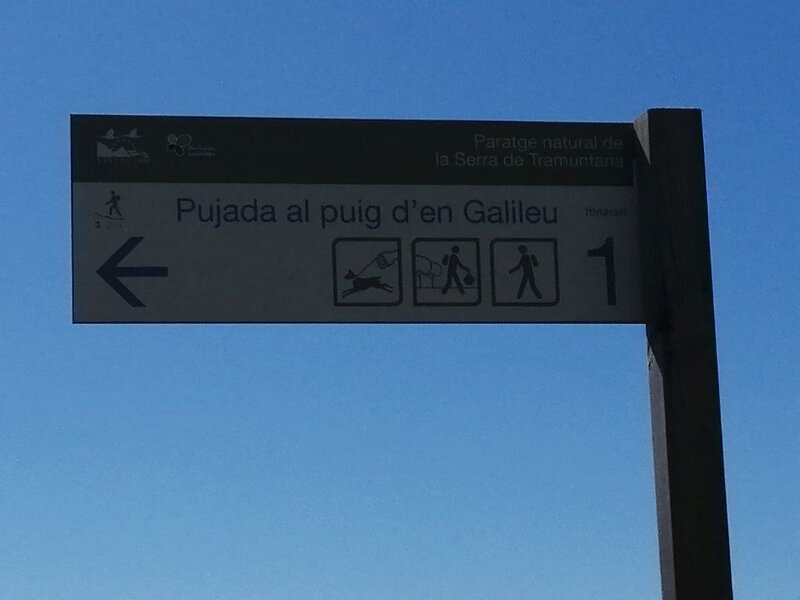 Paratge natural de
la Serra de Tramuntana
Pujada al puig d'en Galileu
Itinerari
1